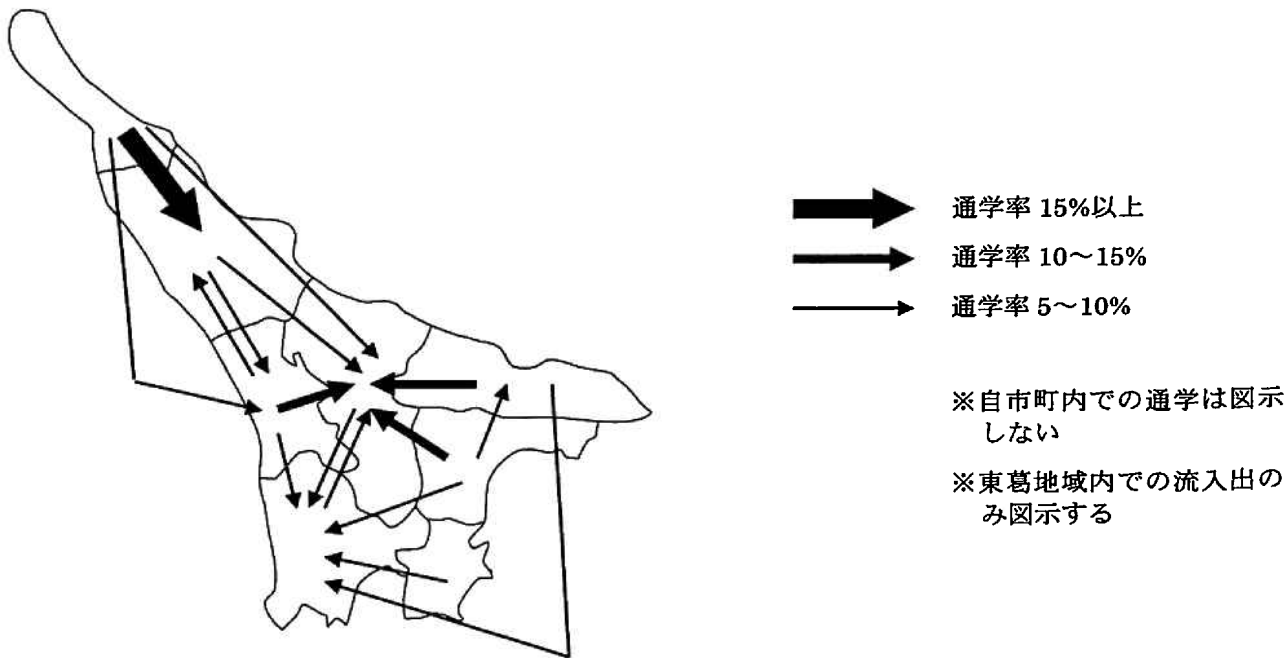 通学率 15%以上
通学率 10～15%
通学率 5～10%
※自市町内での通学は図示
しない
※東葛地域内での流入出の
み図示する